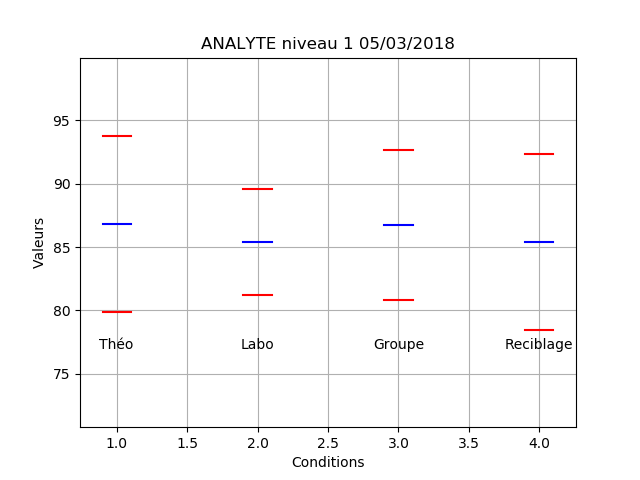 ANALYTE niveau 1 05/03/2018
Valeurs
95
90
85
80
75
Théo Labo Groupe Reciblage
1.0 1.5 2.0 2.5 3.0 3.5 4.0
Conditions